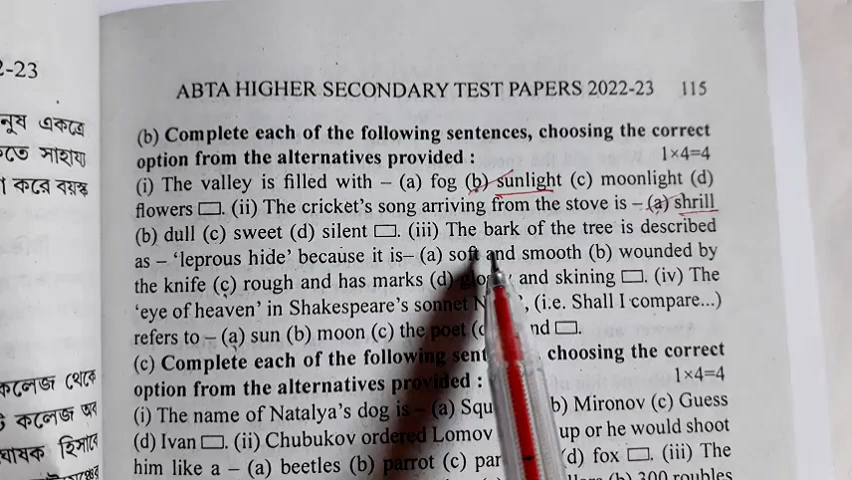 2-23
ABTA HIGHER SECONDARY TEST PAPERS 2022-23 115
একত্রে
সাহায্য
করে বয়স্ক
(b) Complete each of the following sentences, choosing the correct
option from the alternatives provided : 1×4=4
(i) The valley is filled with – (a) fog (b) sunlight (c) moonlight (d)
flowers □. (ii) The cricket's song arriving from the stove is – (a) shrill
(b) dull (c) sweet (d) silent □. (iii) The bark of the tree is described
as – 'leprous hide' because it is– (a) soft and smooth (b) wounded by
the knife (c) rough and has marks (d) and skining □. (iv) The
'eye of heaven' in Shakespeare's sonnet (i.e. Shall I compare...)
refers to – (a) sun (b) moon (c) the poet □.
(c) Complete each of the following choosing the correct
option from the alternatives provided : 1×4=4
(i) The name of Natalya's dog is – (a) b) Mironov (c) Guess
(d) Ivan □. (ii) Chubukov ordered Lomov up or he would shoot
him like a – (a) beetles (b) parrot (c) (d) fox □. (iii) The
300 roubles
কলেজ থেকে
কলেজ
হিসাবে